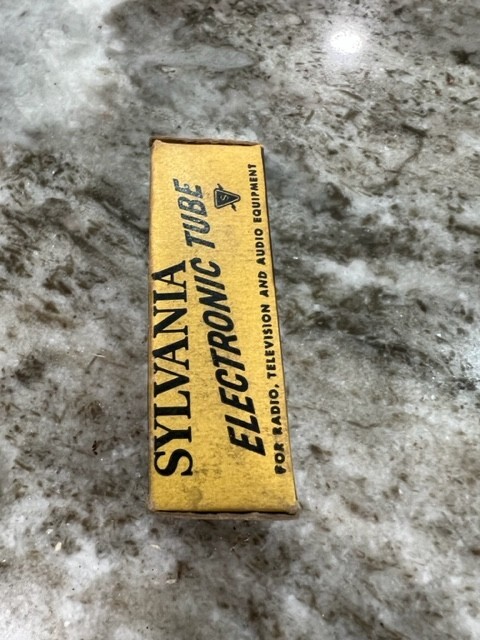 SYLVANIA
ELECTRONIC TUBE
S
FOR RADIO, TELEVISION AND AUDIO EQUIPMENT